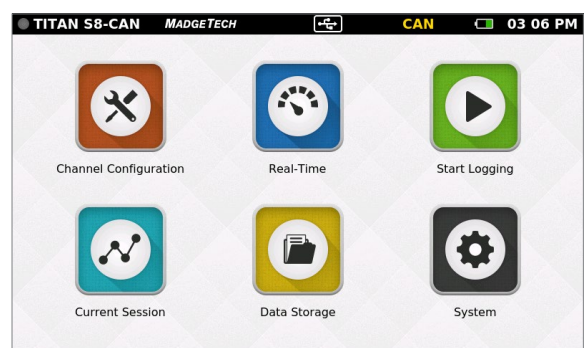 TITAN S8-CAN MADGETECH CAN 03 06 PM
Channel Configuration Real-Time Start Logging
Current Session Data Storage System